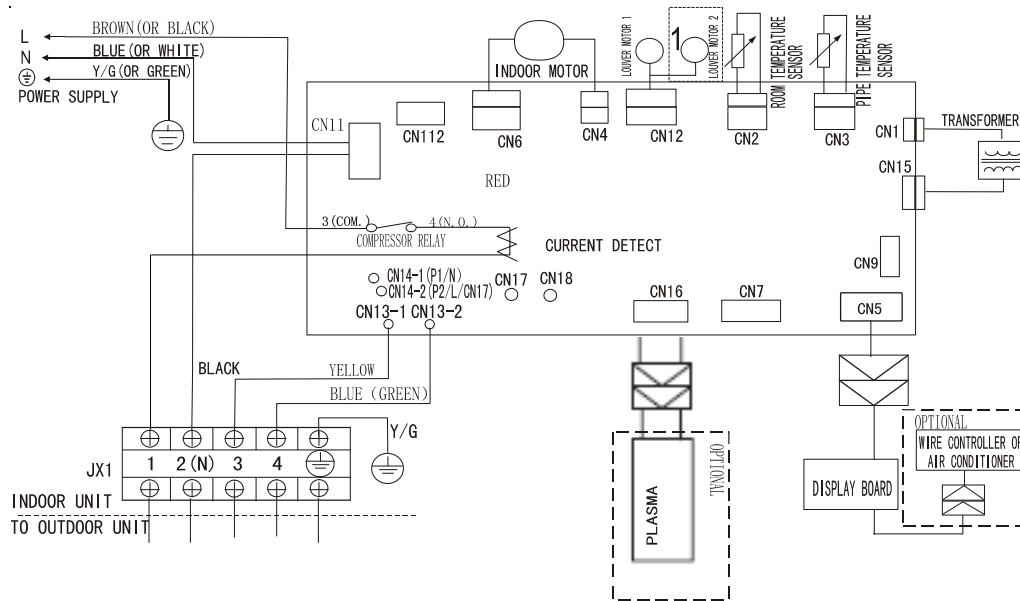 L
BROWN(OR BLACK)
N
BLUE(OR WHITE)
Y/G(OR GREEN)
POWER SUPPLY
INDOOR MOTOR
LOUVER MOTOR 1
1
LOUVER MOTOR 2
ROOM TEMPERATURE
SENSOR
PIPE TEMPERATURE
SENSOR
CN11
CN112
CN6
CN4
CN12
CN2
CN3
CN1
TRANSFORMER
CN15
RED
3(COM.)
4(N.O.)
COMPRESSOR RELAY
CURRENT DETECT
CN9
CN14-1(P1/N)
CN14-2(P2/L/CN17)
CN17
CN18
CN13-1
CN13-2
CN16
CN7
CN5
BLACK
YELLOW
BLUE (GREEN)
Y/G
JX1
1
2(N)
3
4
INDOOR UNIT
TO OUTDOOR UNIT
OPTIONAL
PLASMA
DISPLAY BOARD
OPTIONAL
WIRE CONTROLLER OF
AIR CONDITIONER